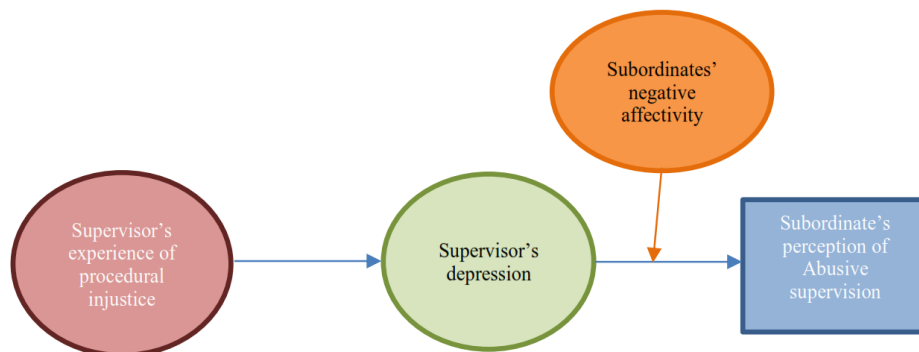 Subordinates'
negative
affectivity
Supervisor's
experience of
procedural
injustice
Supervisor's
depression
Subordinate's
perception of
Abusive
supervision